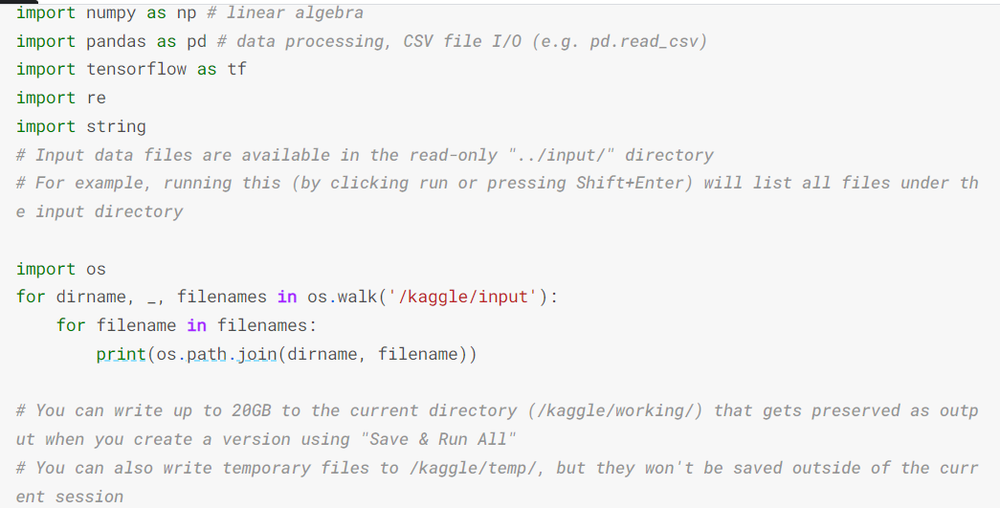 import numpy as np # linear algebra
import pandas as pd # data processing, CSV file I/O (e.g. pd.read_csv)
import tensorflow as tf
import re
import string
# Input data files are available in the read-only "../input/" directory
# For example, running this (by clicking run or pressing Shift+Enter) will list all files under th
e input directory
import os
for dirname, _, filenames in os.walk('/kaggle/input'):
    for filename in filenames:
        print(os.path.join(dirname, filename))
# You can write up to 20GB to the current directory (/kaggle/working/) that gets preserved as outp
ut when you create a version using "Save & Run All"
# You can also write temporary files to /kaggle/temp/, but they won't be saved outside of the curr
ent session